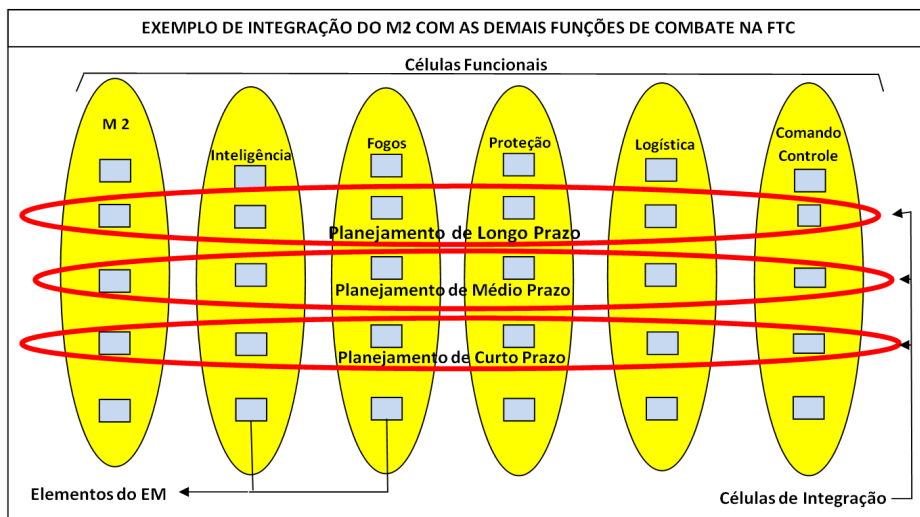 EXEMPLO DE INTEGRAÇÃO DO M2 COM AS DEMAIS FUNÇÕES DE COMBATE NA FTC
Células Funcionais
M 2
Inteligência
Fogos
Proteção
Logística
Comando
Controle
Planejamento de Longo Prazo
Planejamento de Médio Prazo
Planejamento de Curto Prazo
Elementos do EM
Células de Integração